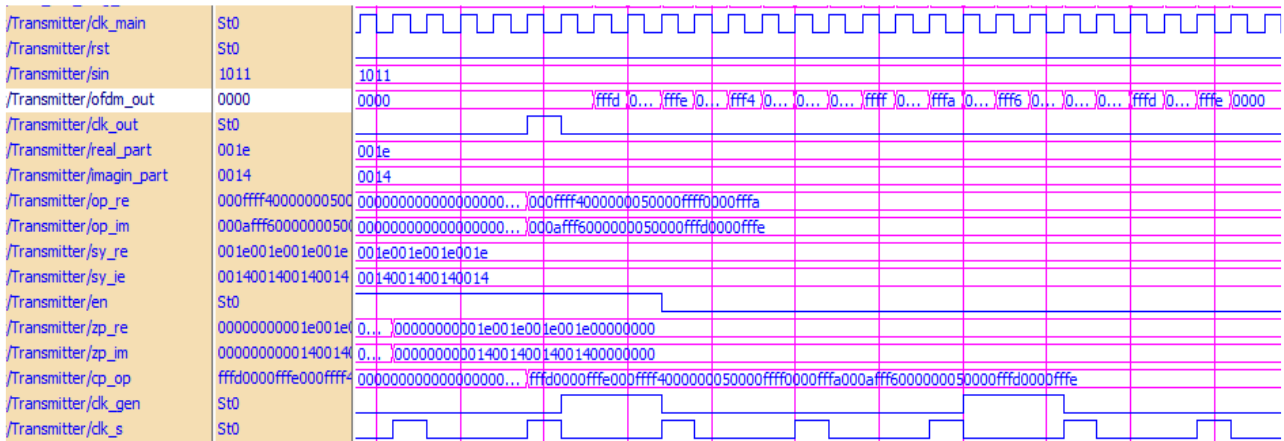 /Transmitter/clk_main St0
/Transmitter/rst St0
/Transmitter/sin 1011 1011
/Transmitter/ofdm_out 0000 0000 fffd 0... fffe 0... fff4 0... 0... 0... ffff 0... fffa 0... fff6 0... 0... 0... fffd 0... fffe 0000
/Transmitter/clk_out St0
/Transmitter/real_part 001e 001e
/Transmitter/imagin_part 0014 0014
/Transmitter/op_re 000ffff40000000500 000000000000000000... 000ffff4000000050000ffff0000fffa
/Transmitter/op_im 000afff60000000500 000000000000000000... 000afff6000000050000fffd0000fffe
/Transmitter/sy_re 001e001e001e001e 001e001e001e001e
/Transmitter/sy_ie 0014001400140014 0014001400140014
/Transmitter/en St0
/Transmitter/zp_re 00000000001e001e0 0... 00000000001e001e001e001e00000000
/Transmitter/zp_im 0000000000140014 0... 00000000001400140014001400000000
/Transmitter/cp_op fffd0000fffe000ffff4 000000000000000000... fffd0000fffe000ffff4000000050000ffff0000fffa000afff6000000050000fffd0000fffe
/Transmitter/clk_gen St0
/Transmitter/clk_s St0